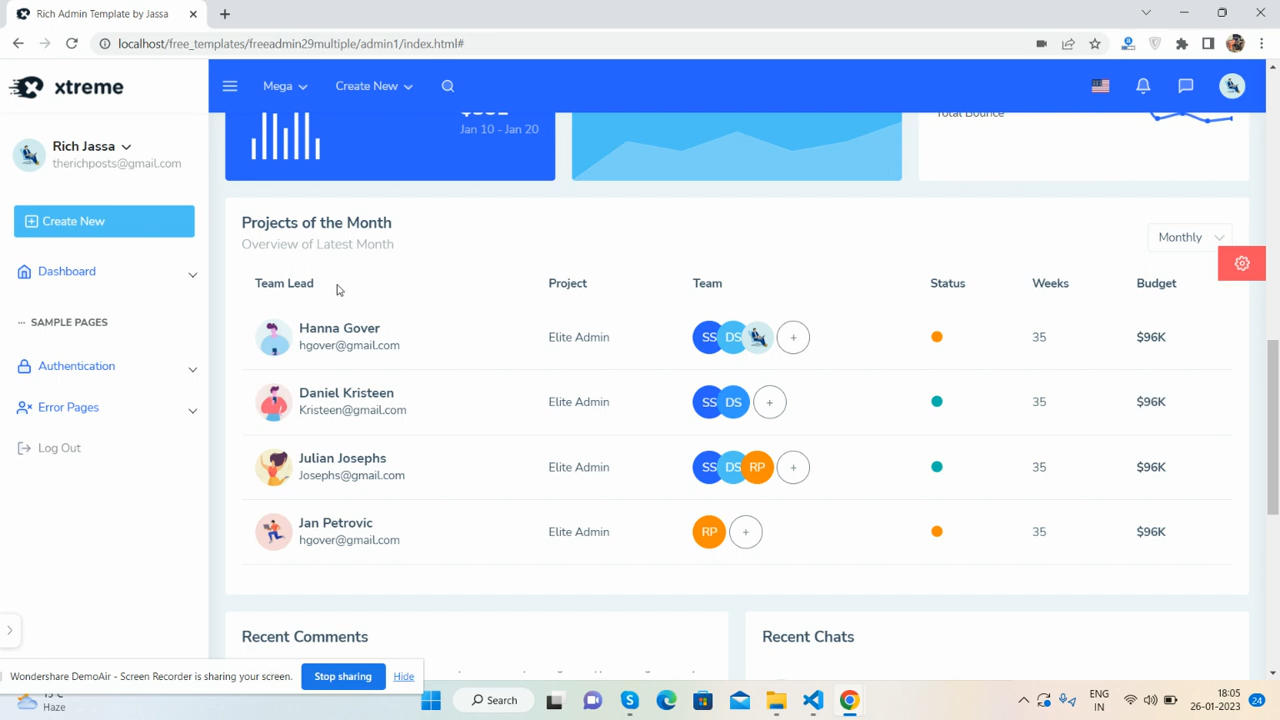 Rich Admin Template by Jassa
localhost/free_templates/freeadmin29multiple/admin1/index.html#
xtreme
Mega
Create New
Jan 10 - Jan 20
Rich Jassa
therichposts@gmail.com
Create New
Dashboard
SAMPLE PAGES
Authentication
Error Pages
Log Out
Projects of the Month
Overview of Latest Month
Monthly
Team Lead Project Team Status Weeks Budget
Hanna Gover
hgover@gmail.com
Elite Admin SS DS + 35 $96K
Daniel Kristeen
Kristeen@gmail.com
Elite Admin SS DS + 35 $96K
Julian Josephs
Josephs@gmail.com
Elite Admin SS DS RP + 35 $96K
Jan Petrovic
hgover@gmail.com
Elite Admin RP + 35 $96K
Recent Comments
Recent Chats
Wondershare DemoAir - Screen Recorder is sharing your screen. Stop sharing Hide
Haze
Search
ENG
IN
18:05
26-01-2023
24